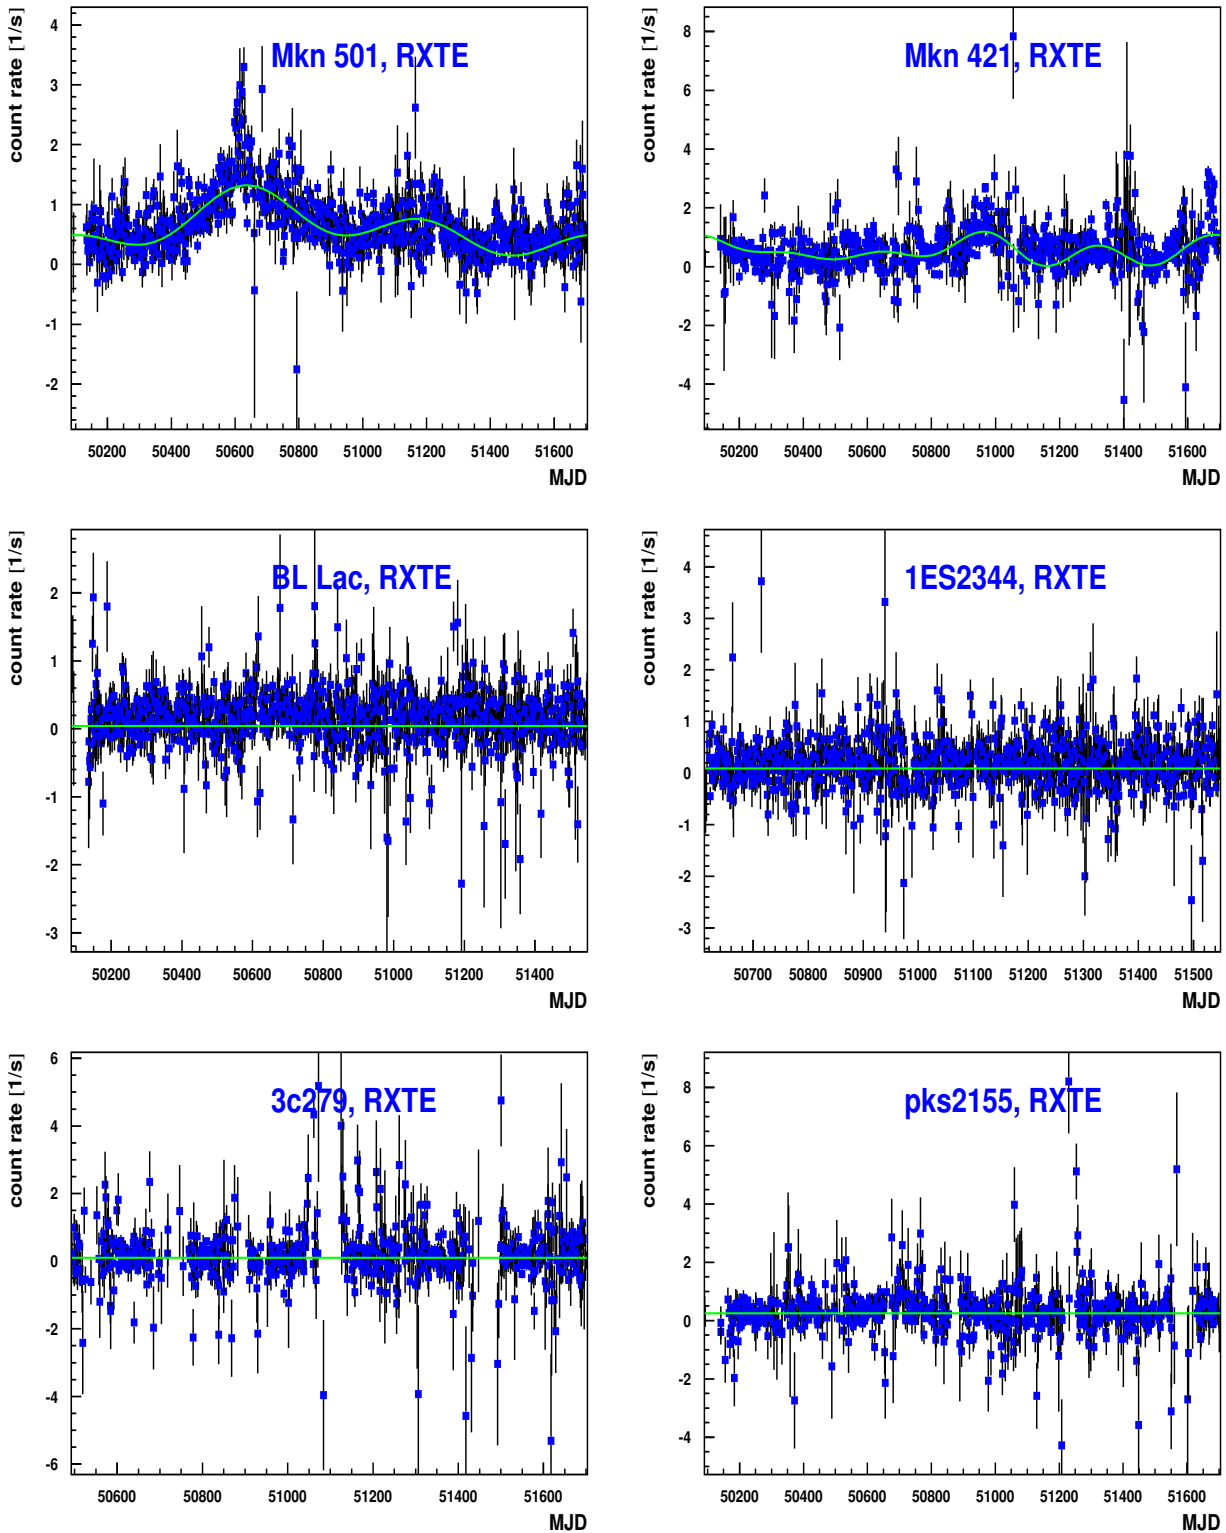 count rate [1/s]
Mkn 501, RXTE
4
3
2
1
0
-1
-2
50200 50400 50600 50800 51000 51200 51400 51600
MJD
count rate [1/s]
Mkn 421, RXTE
8
6
4
2
0
-2
-4
50200 50400 50600 50800 51000 51200 51400 51600
MJD
count rate [1/s]
BL Lac, RXTE
2
1
0
-1
-2
-3
50200 50400 50600 50800 51000 51200 51400
MJD
count rate [1/s]
1ES2344, RXTE
4
3
2
1
0
-1
-2
-3
50700 50800 50900 51000 51100 51200 51300 51400 51500
MJD
count rate [1/s]
3c279, RXTE
6
4
2
0
-2
-4
-6
50600 50800 51000 51200 51400 51600
MJD
count rate [1/s]
pks2155, RXTE
8
6
4
2
0
-2
-4
50200 50400 50600 50800 51000 51200 51400 51600
MJD